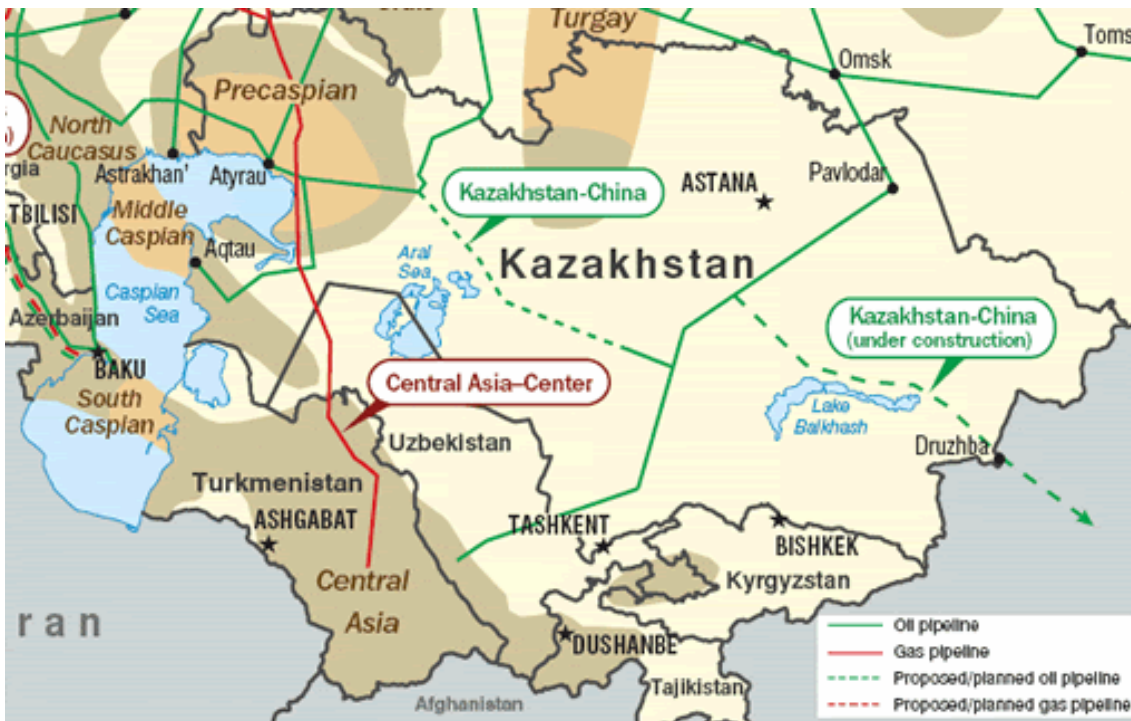 Turgay
Toms
Omsk
Precaspian
North
Caucasus
rgia
Astrakhan'
Atyrau
Kazakhstan-China
ASTANA
Pavlodar
TBILISI
Middle
Caspian
Aqtau
Aral
Sea
Kazakhstan
Caspian
Sea
Azerbaijan
Kazakhstan-China
(under construction)
BAKU
Central Asia–Center
South
Caspian
Lake
Balkhash
Uzbekistan
Druzhba
Turkmenistan
ASHGABAT
TASHKENT
BISHKEK
Central
Asia
Kyrgyzstan
ran
DUSHANBE
Tajikistan
Afghanistan
Oil pipeline
Gas pipeline
Proposed/planned oil pipeline
Proposed/planned gas pipeline